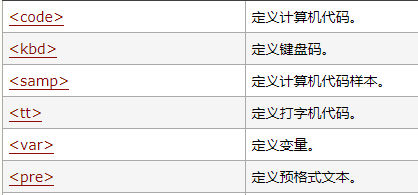 <code> 定义计算机代码。
<kbd> 定义键盘码。
<samp> 定义计算机代码样本。
<tt> 定义打字机代码。
<var> 定义变量。
<pre> 定义预格式文本。